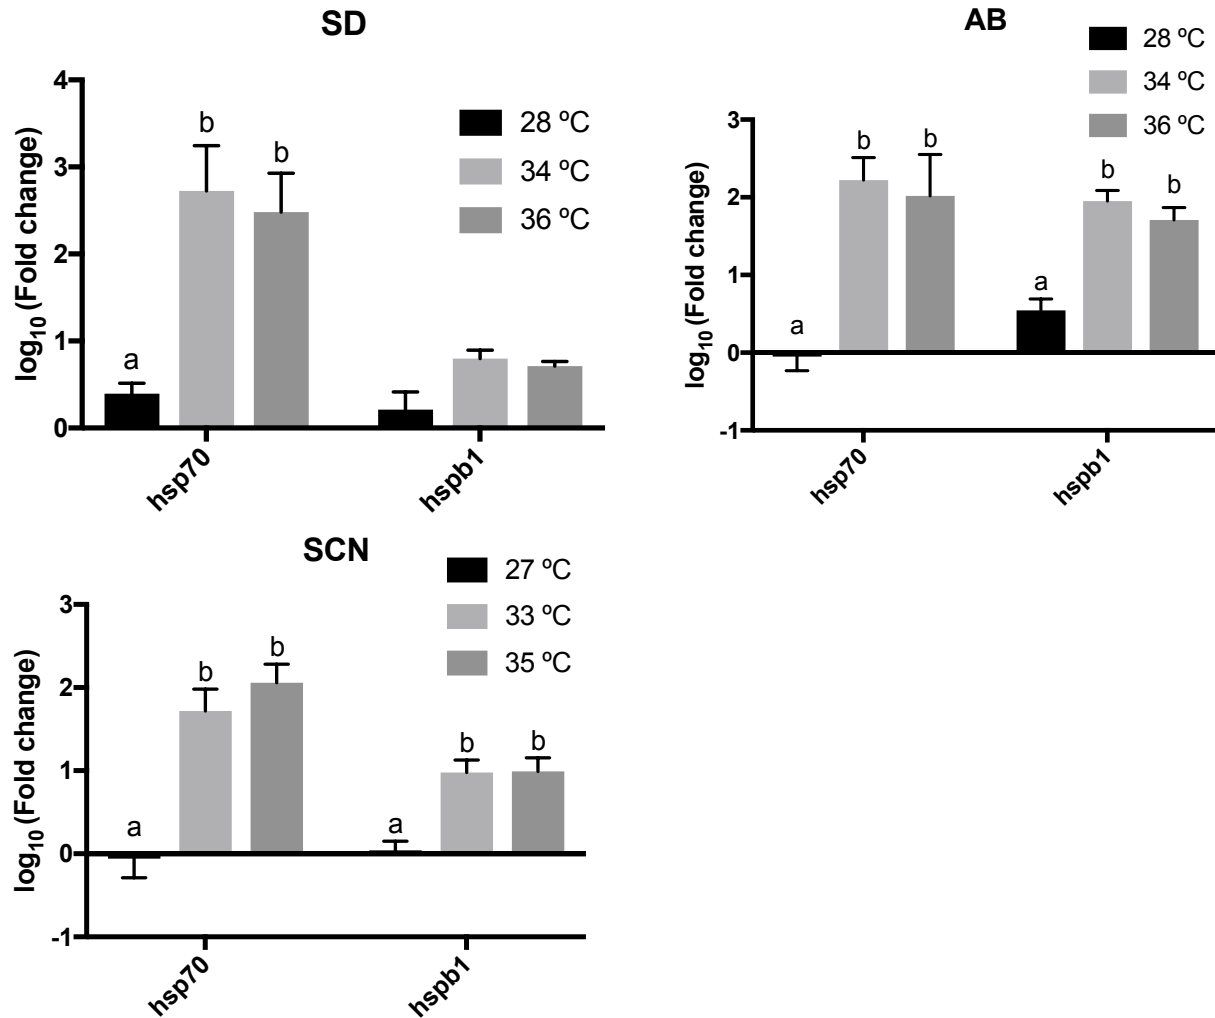 SD
log10 (Fold change)
4
3
2
1
0
28 ºC
34 ºC
36 ºC
a
b
b
hsp70
hspb1
AB
log10 (Fold change)
3
2
1
0
-1
28 ºC
34 ºC
36 ºC
a
b
b
a
b
b
hsp70
hspb1
SCN
log10 (Fold change)
3
2
1
0
-1
27 ºC
33 ºC
35 ºC
a
b
b
a
b
b
hsp70
hspb1